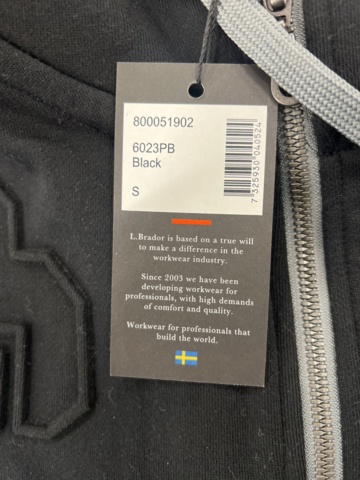 800051902
6023PB
Black
S
7 325930 040524
L.Brador is based on a true will
to make a difference in the
workwear industry.
Since 2003 we have been
developing workwear for
professionals, with high demands
of comfort and quality.
Workwear for professionals that
build the world.